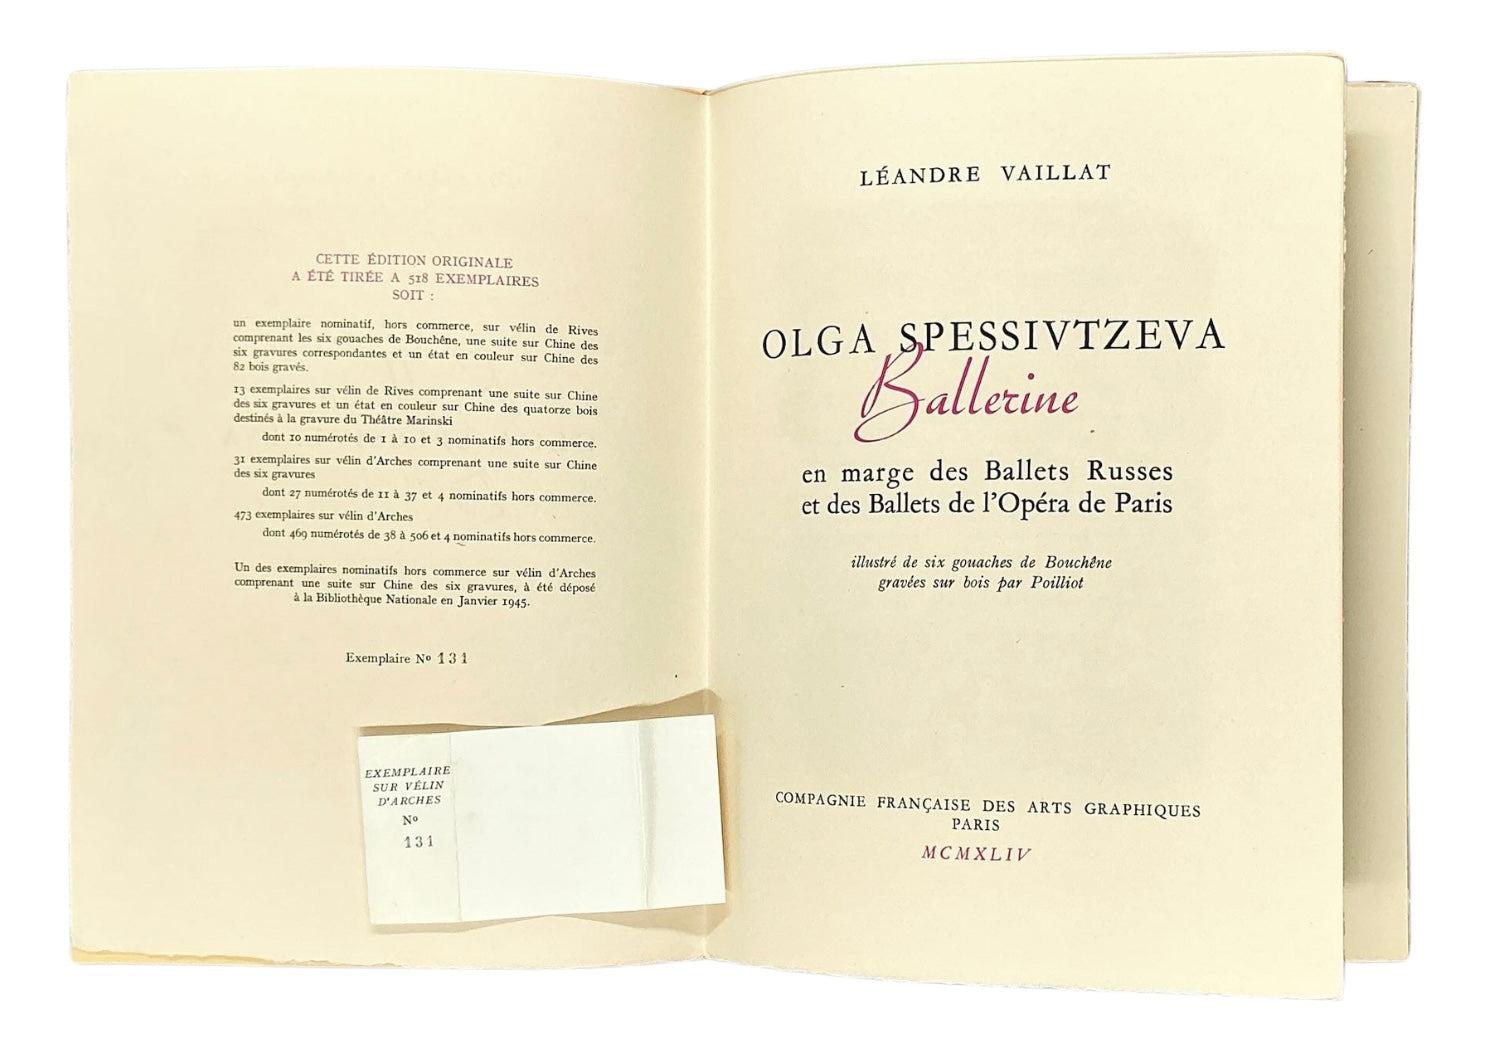 CETTE ÉDITION ORIGINALE
A ÉTÉ TIRÉE A 518 EXEMPLAIRES
SOIT :
un exemplaire nominatif, hors commerce, sur vélin de Rives
comprenant les six gouaches de Bouchêne, une suite sur Chine des
six gravures correspondantes et un état en couleur sur Chine des
82 bois gravés.
13 exemplaires sur vélin de Rives comprenant une suite sur Chine
des six gravures et un état en couleur sur Chine des quatorze bois
destinés à la gravure du Théâtre Marinski
dont 10 numérotés de 1 à 10 et 3 nominatifs hors commerce.
31 exemplaires sur vélin d'Arches comprenant une suite sur Chine
des six gravures
dont 27 numérotés de 11 à 37 et 4 nominatifs hors commerce.
473 exemplaires sur vélin d'Arches
dont 469 numérotés de 38 à 506 et 4 nominatifs hors commerce.
Un des exemplaires nominatifs hors commerce sur vélin d'Arches
comprenant une suite sur Chine des six gravures, à été déposé
à la Bibliothèque Nationale en Janvier 1945.
Exemplaire Nº 131
EXEMPLAIRE
SUR VÉLIN
D'ARCHES
Nº
131
LÉANDRE VAILLAT
OLGA SPESSIVTZEVA
Ballerine
en marge des Ballets Russes
et des Ballets de l'Opéra de Paris
illustré de six gouaches de Bouchêne
gravées sur bois par Poilliot
COMPAGNIE FRANÇAISE DES ARTS GRAPHIQUES
PARIS
MCMXLIV